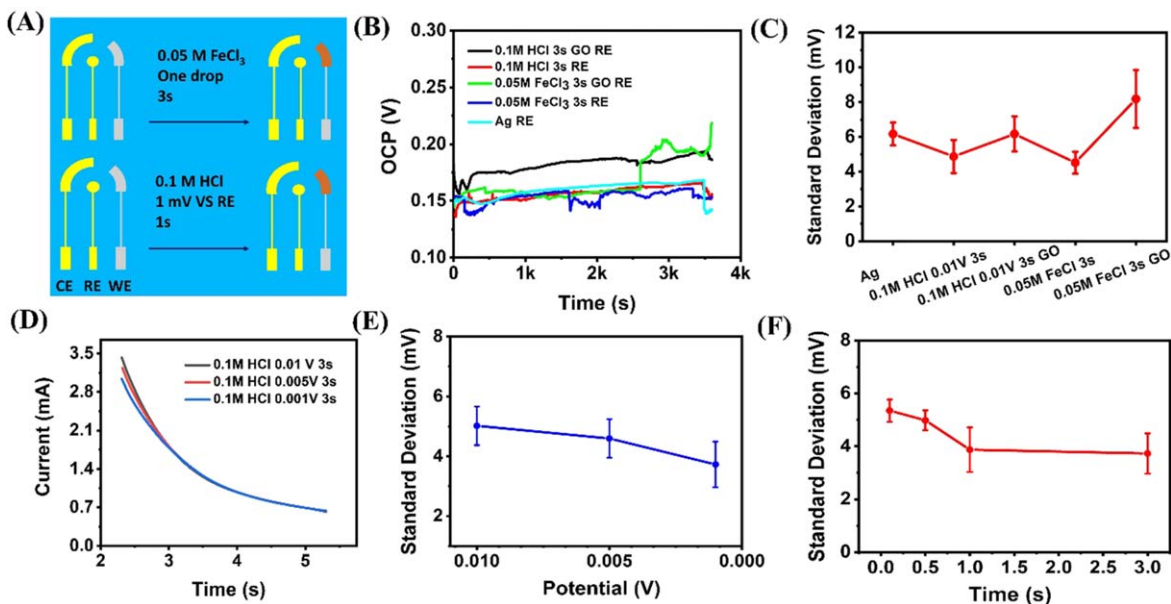 (A)
0.05 M FeCl₃
One drop
3s
0.1 M HCl
1 mV VS RE
1s
CE RE WE
(B)
0.30
0.25
0.20
0.15
0.10
OCP (V)
0.1M HCl 3s GO RE
0.1M HCl 3s RE
0.05M FeCl₃ 3s GO RE
0.05M FeCl₃ 3s RE
Ag RE
0 1k 2k 3k 4k
Time (s)
(C)
Standard Deviation (mV)
12
10
8
6
4
2
0
Ag
0.1M HCl 0.01V 3s
0.1M HCl 0.01V 3s GO
0.05M FeCl 3s
0.05M FeCl 3s GO
(D)
Current (mA)
3.5
2.8
2.1
1.4
0.7
0.0
0.1M HCl 0.01 V 3s
0.1M HCl 0.005V 3s
0.1M HCl 0.001V 3s
2 3 4 5 6
Time (s)
(E)
Standard Deviation (mV)
8
6
4
2
0.010 0.005 0.000
Potential (V)
(F)
Standard Deviation (mV)
8
6
4
2
0
0.0 0.5 1.0 1.5 2.0 2.5 3.0
Time (s)